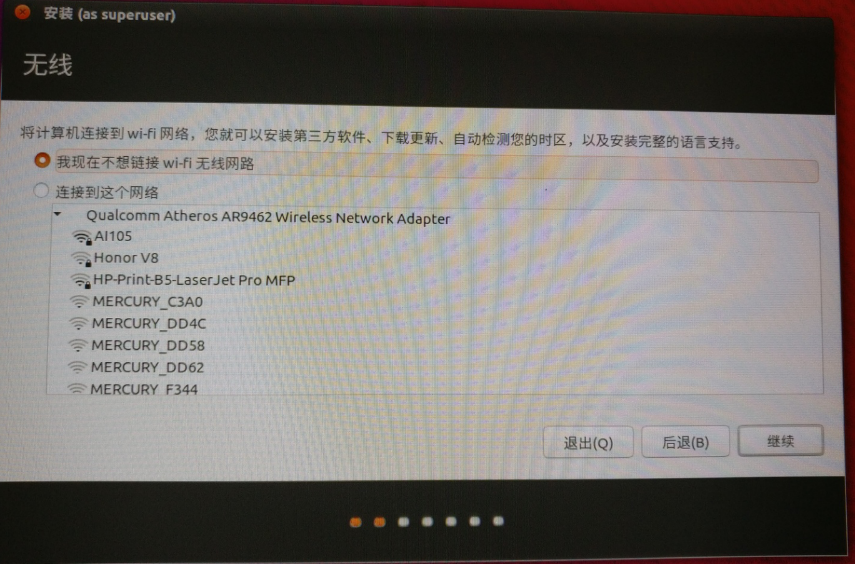 安装 (as superuser)
无线
将计算机连接到 wi-fi 网络，您就可以安装第三方软件、下载更新、自动检测您的时区，以及安装完整的语言支持。
我现在不想链接 wi-fi 无线网路
连接到这个网络
Qualcomm Atheros AR9462 Wireless Network Adapter
AI105
Honor V8
HP-Print-B5-LaserJet Pro MFP
MERCURY_C3A0
MERCURY_DD4C
MERCURY_DD58
MERCURY_DD62
MERCURY_F344
退出(Q) 后退(B) 继续